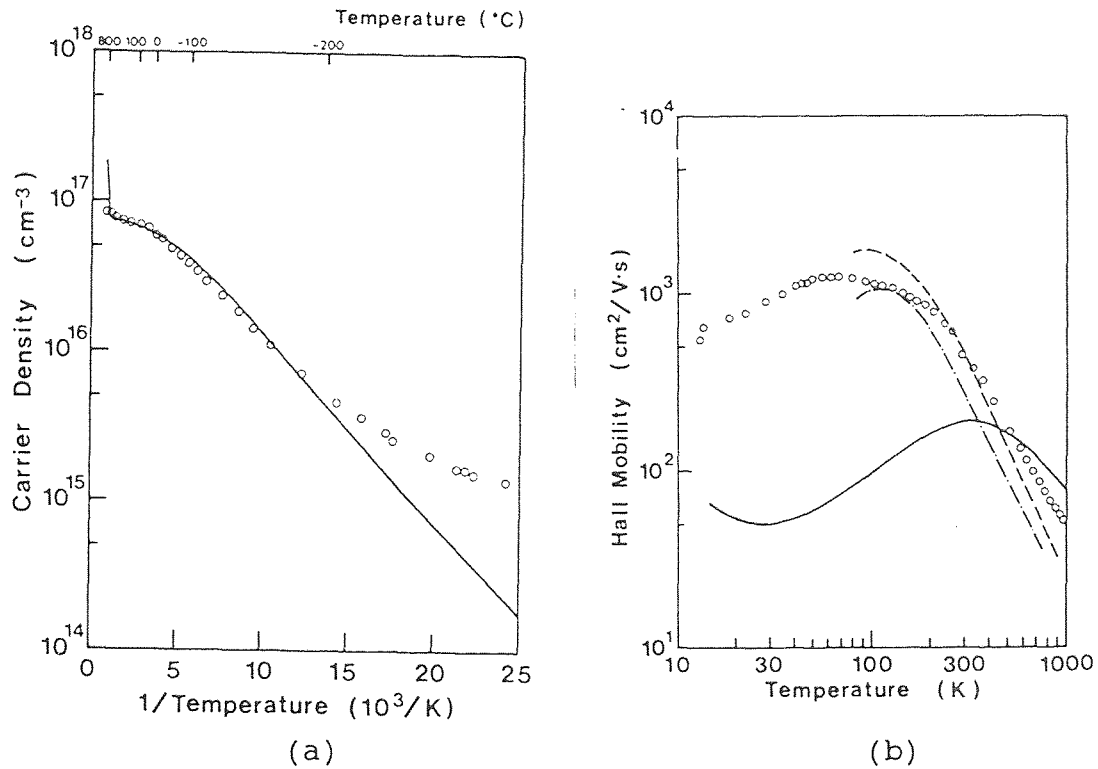 Temperature (°C)
800 100 0 -100 -200
10¹⁸
10¹⁷
10¹⁶
10¹⁵
10¹⁴
Carrier Density (cm⁻³)
0 5 10 15 20 25
1/Temperature (10³/K)
(a)
10⁴
10³
10²
10¹
Hall Mobility (cm²/V·s)
10 30 100 300 1000
Temperature (K)
(b)